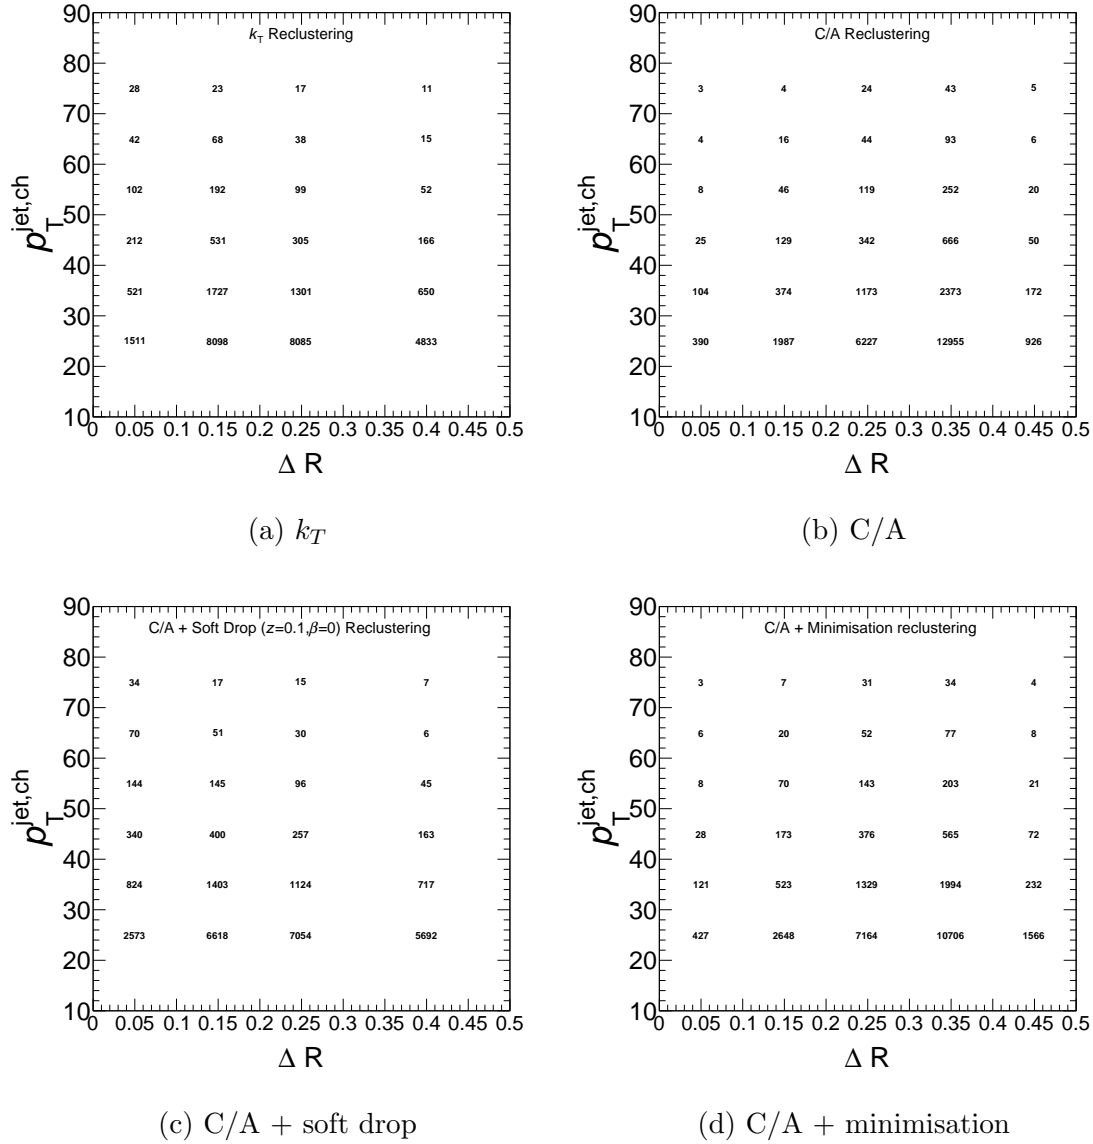 k_T Reclustering
90
80
28 23 17 11
70
42 68 38 15
60
102 192 99 52
50
212 531 305 166
40
521 1727 1301 650
30
1511 8098 8085 4833
20
10
0 0.05 0.1 0.15 0.2 0.25 0.3 0.35 0.4 0.45 0.5
p_T^jet,ch
Δ R
(a) k_T
C/A Reclustering
90
80
3 4 24 43 5
70
4 16 44 93 6
60
8 46 119 252 20
50
25 129 342 666 50
40
104 374 1173 2373 172
30
390 1987 6227 12955 926
20
10
0 0.05 0.1 0.15 0.2 0.25 0.3 0.35 0.4 0.45 0.5
p_T^jet,ch
Δ R
(b) C/A
C/A + Soft Drop (z=0.1,β=0) Reclustering
90
80
34 17 15 7
70
70 51 30 6
60
144 145 96 45
50
340 400 257 163
40
824 1403 1124 717
30
2573 6618 7054 5692
20
10
0 0.05 0.1 0.15 0.2 0.25 0.3 0.35 0.4 0.45 0.5
p_T^jet,ch
Δ R
(c) C/A + soft drop
C/A + Minimisation reclustering
90
80
3 7 31 34 4
70
6 20 52 77 8
60
8 70 143 203 21
50
28 173 376 565 72
40
121 523 1329 1994 232
30
427 2648 7164 10706 1566
20
10
0 0.05 0.1 0.15 0.2 0.25 0.3 0.35 0.4 0.45 0.5
p_T^jet,ch
Δ R
(d) C/A + minimisation